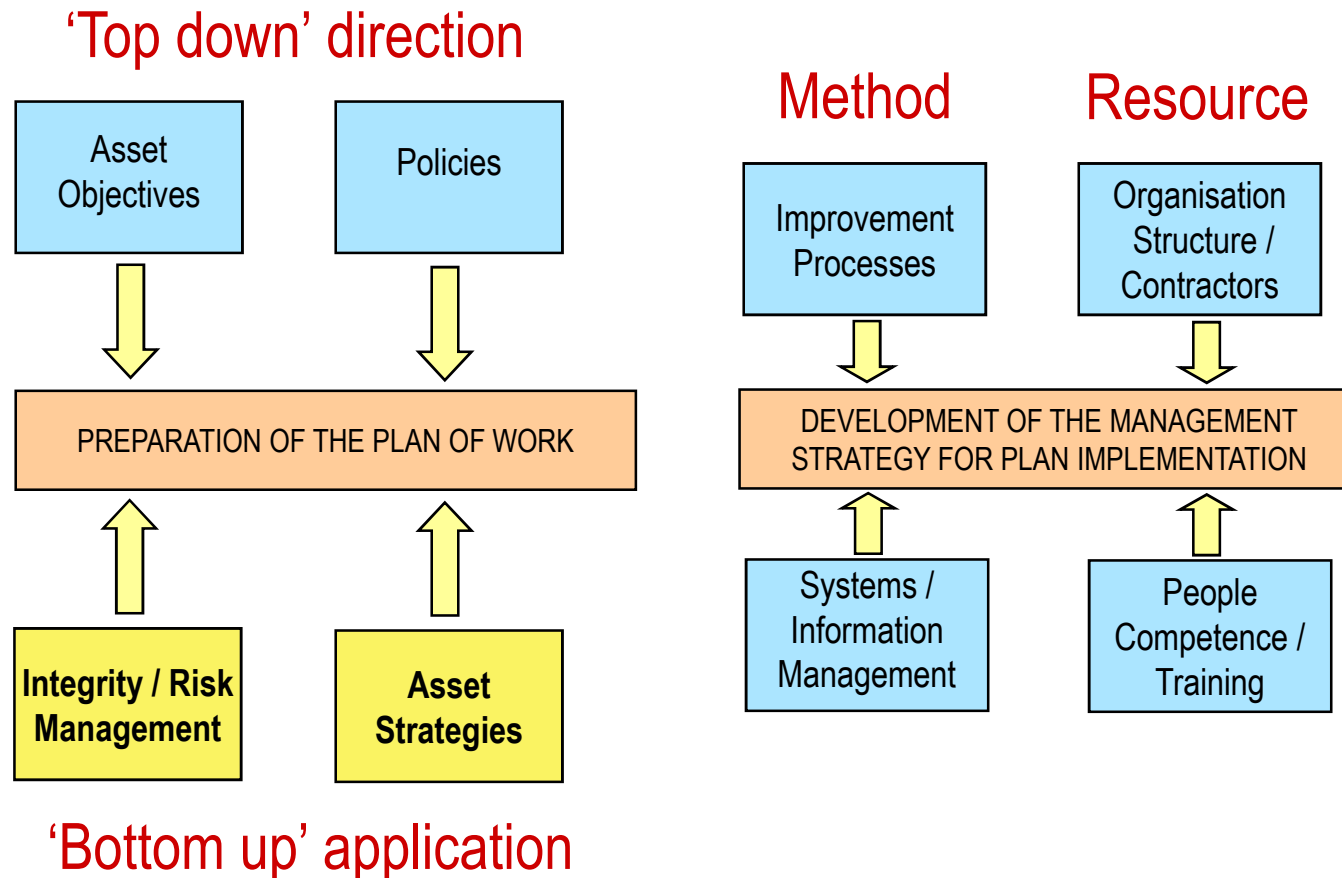 ‘Top down’ direction
Asset
Objectives
Policies
PREPARATION OF THE PLAN OF WORK
Integrity / Risk
Management
Asset
Strategies
‘Bottom up’ application
Method
Resource
Improvement
Processes
Organisation
Structure /
Contractors
DEVELOPMENT OF THE MANAGEMENT
STRATEGY FOR PLAN IMPLEMENTATION
Systems /
Information
Management
People
Competence /
Training